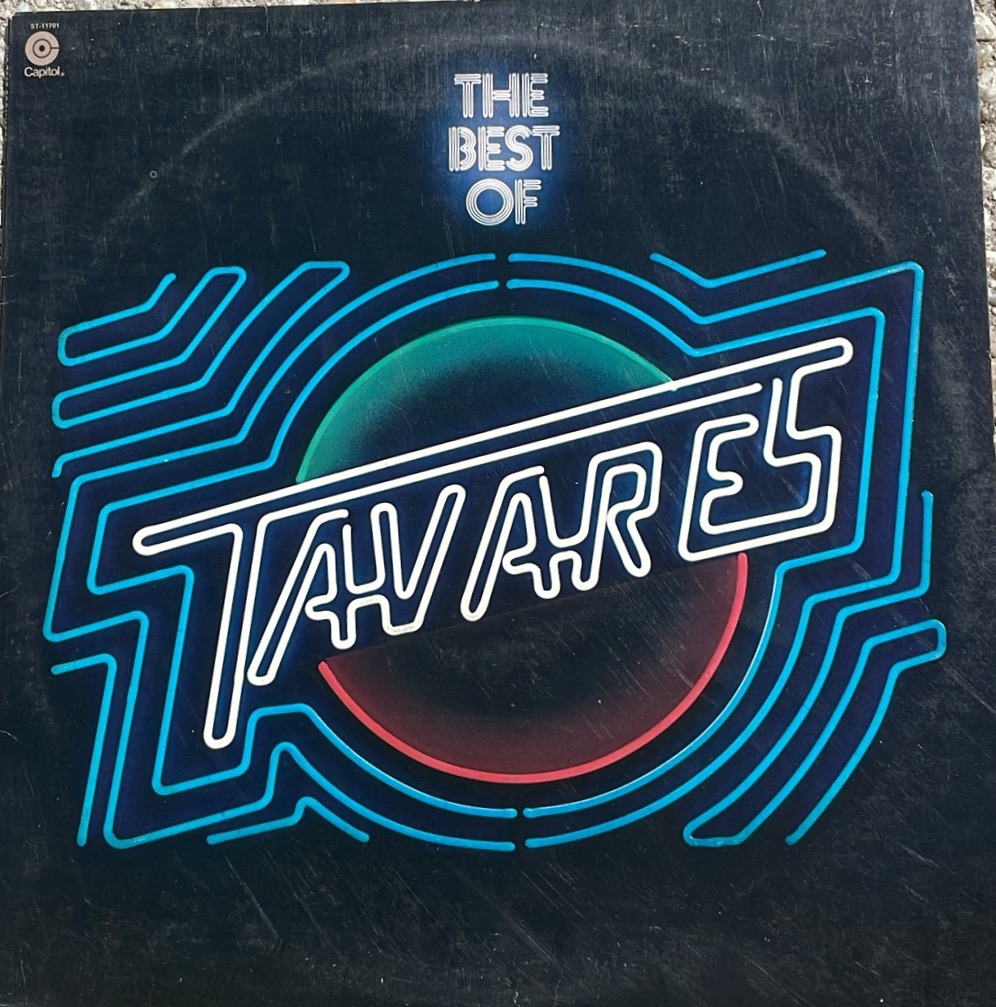 ST-11701
Capitol®
THE
BEST
OF
TAVARES